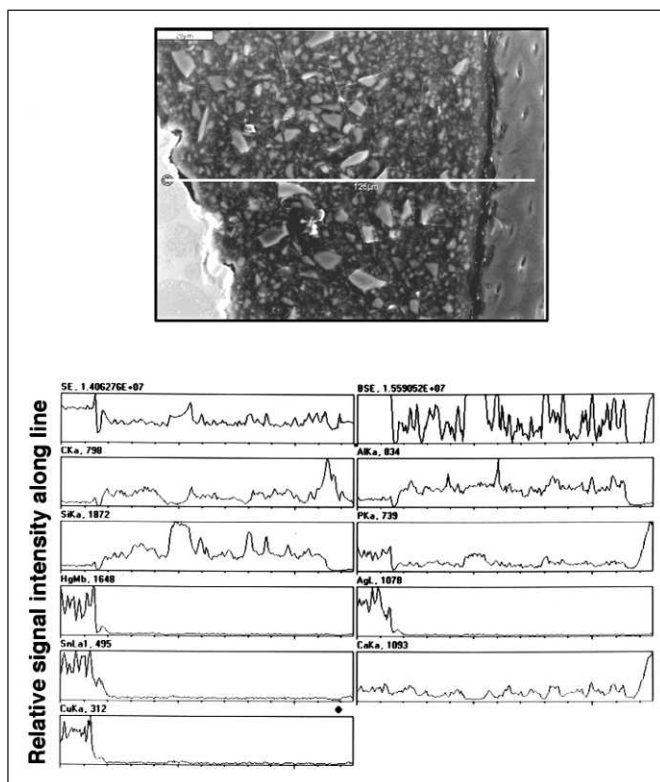 20µm
125µm
Relative signal intensity along line
SE, 1.406276E+07
BSE, 1.559052E+07
CKa, 798
AlKa, 834
SiKa, 1872
PKa, 739
HgMb, 1648
AgL, 1078
SnLa1, 495
CaKa, 1093
CuKa, 312